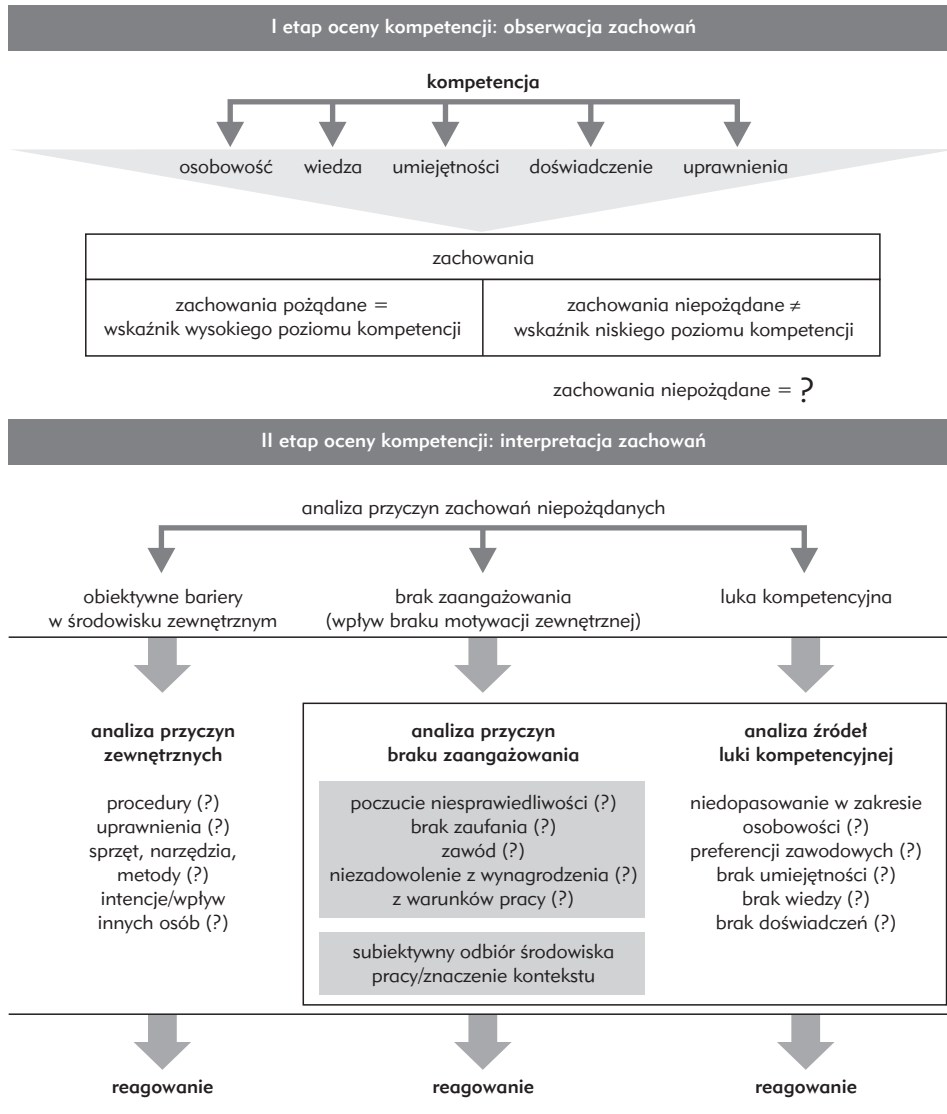 I etap oceny kompetencji: obserwacja zachowań
kompetencja
osobowość wiedza umiejętności doświadczenie uprawnienia
zachowania
zachowania pożądane =
wskaźnik wysokiego poziomu kompetencji
zachowania niepożądane ≠
wskaźnik niskiego poziomu kompetencji
zachowania niepożądane = ?
II etap oceny kompetencji: interpretacja zachowań
analiza przyczyn zachowań niepożądanych
obiektywne bariery
w środowisku zewnętrznym
brak zaangażowania
(wpływ braku motywacji zewnętrznej)
luka kompetencyjna
analiza przyczyn
zewnętrznych
procedury (?)
uprawnienia (?)
sprzęt, narzędzia,
metody (?)
intencje/wpływ
innych osób (?)
analiza przyczyn
braku zaangażowania
poczucie niesprawiedliwości (?)
brak zaufania (?)
zawód (?)
niezadowolenie z wynagrodzenia (?)
z warunków pracy (?)
subiektywny odbiór środowiska
pracy/znaczenie kontekstu
analiza źródeł
luki kompetencyjnej
niedopasowanie w zakresie
osobowości (?)
preferencji zawodowych (?)
brak umiejętności (?)
brak wiedzy (?)
brak doświadczeń (?)
reagowanie reagowanie reagowanie